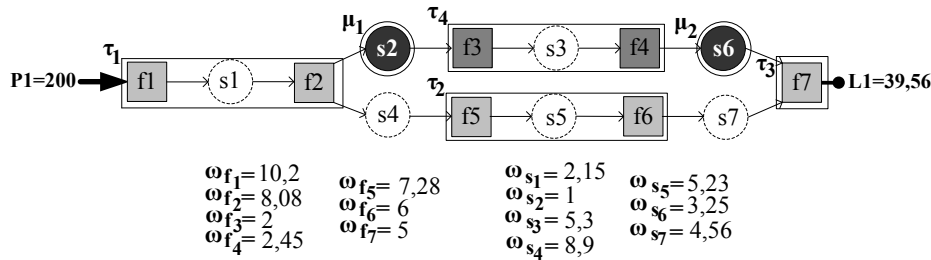 μ1 τ4 μ2
τ1 s2 f3 s3 f4 s6 τ3
P1=200 f1 s1 f2 f7 L1=39,56
τ2
s4 f5 s5 f6 s7
ωf1= 10,2
ωf2= 8,08
ωf3= 2
ωf4= 2,45
ωf5= 7,28
ωf6= 6
ωf7= 5
ωs1= 2,15
ωs2= 1
ωs3= 5,3
ωs4= 8,9
ωs5= 5,23
ωs6= 3,25
ωs7= 4,56